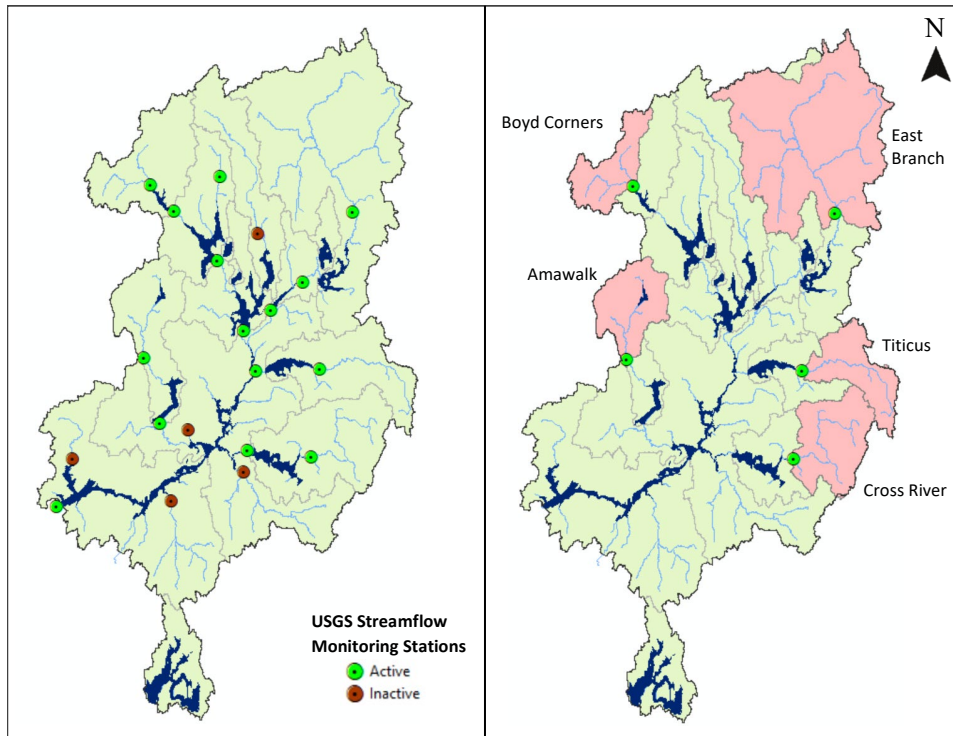 USGS Streamflow
Monitoring Stations
Active
Inactive
N
Boyd Corners
East
Branch
Amawalk
Titicus
Cross River